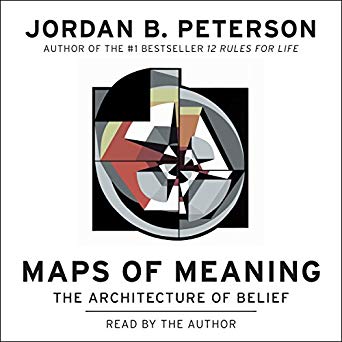 JORDAN B. PETERSON
AUTHOR OF THE #1 BESTSELLER 12 RULES FOR LIFE
MAPS OF MEANING
THE ARCHITECTURE OF BELIEF
READ BY THE AUTHOR